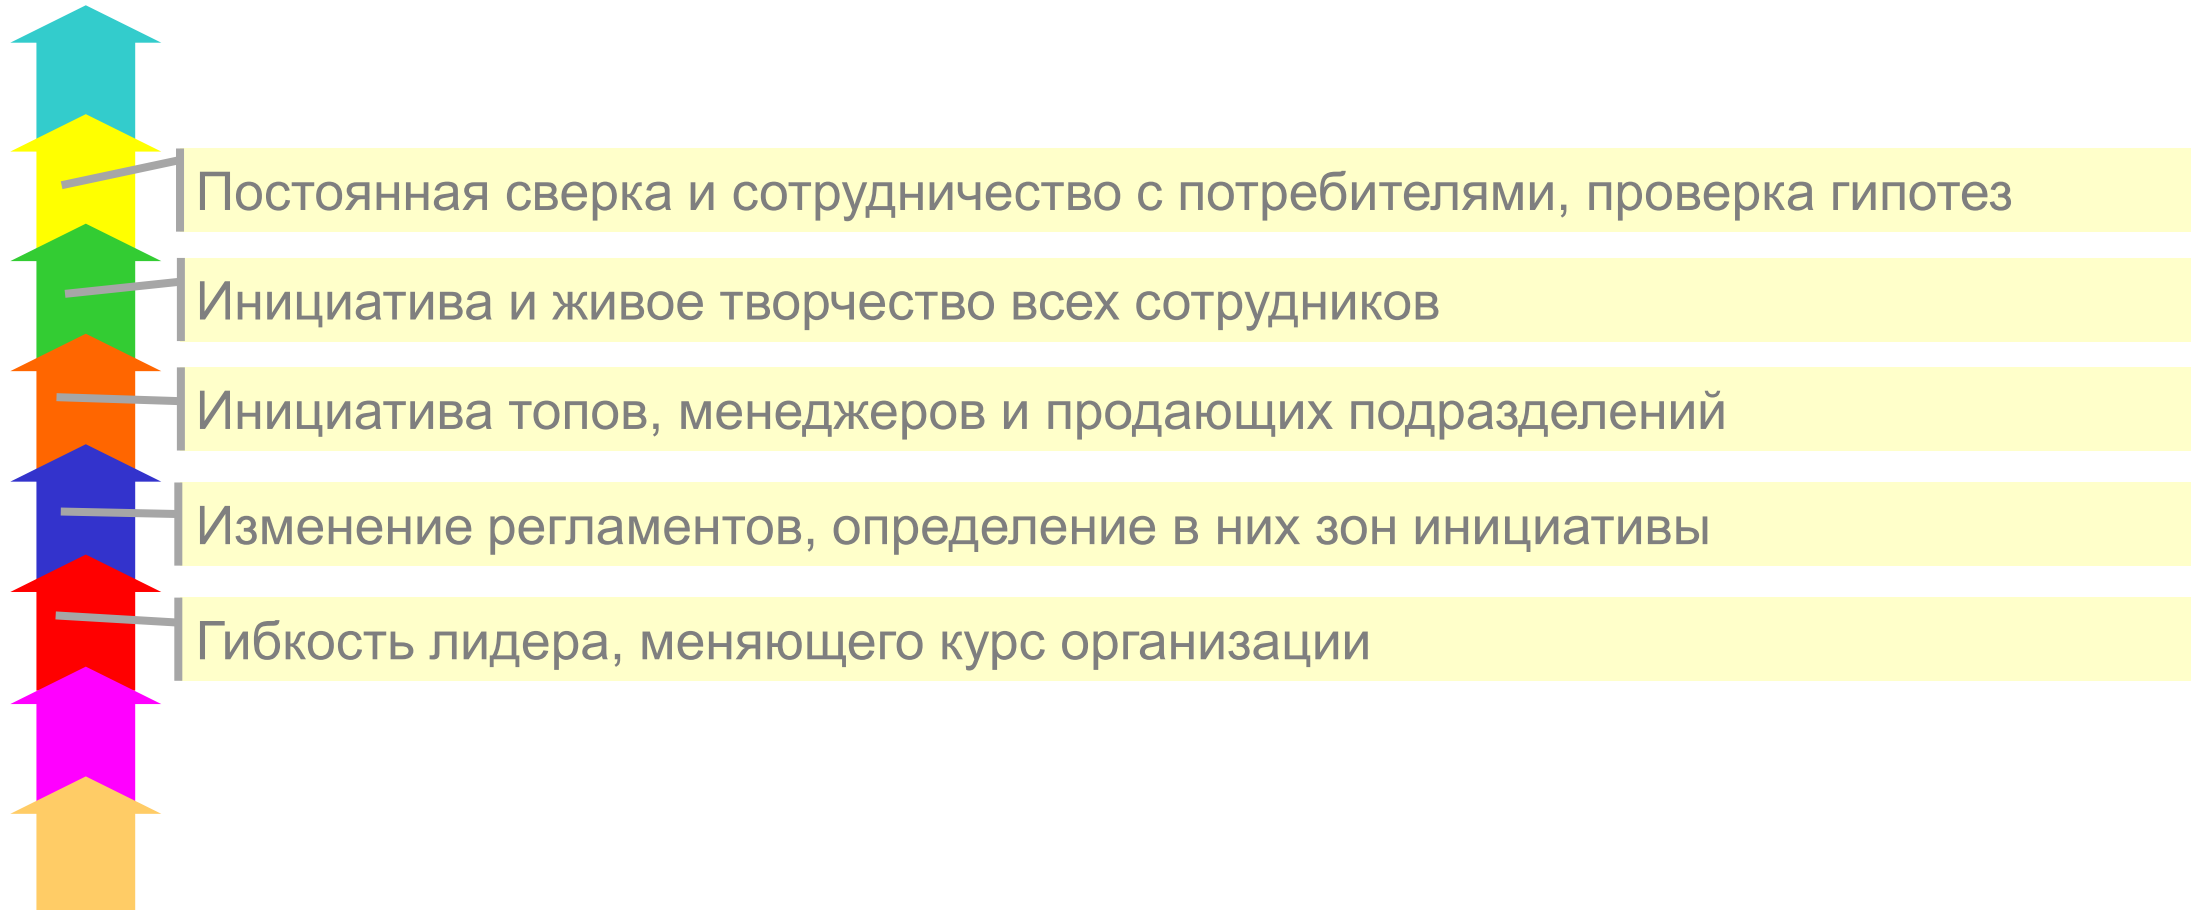 Постоянная сверка и сотрудничество с потребителями, проверка гипотез
Инициатива и живое творчество всех сотрудников
Инициатива топов, менеджеров и продающих подразделений
Изменение регламентов, определение в них зон инициативы
Гибкость лидера, меняющего курс организации